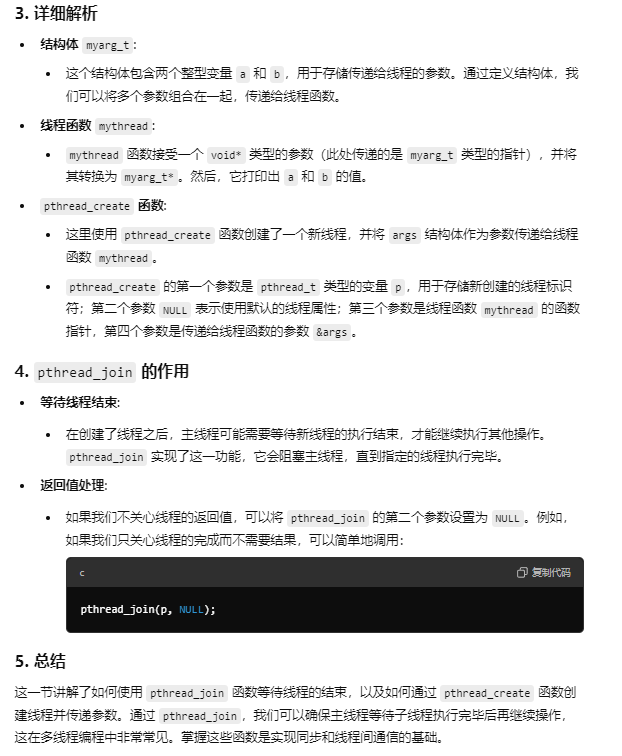 3. 详细解析
• 结构体 myarg_t：
• 这个结构体包含两个整型变量 a 和 b，用于存储传递给线程的参数。通过定义结构体，我
们可以将多个参数组合在一起，传递给线程函数。
• 线程函数 mythread：
• mythread 函数接受一个 void* 类型的参数（此处传递的是 myarg_t 类型的指针），并将
其转换为 myarg_t*。然后，它打印出 a 和 b 的值。
• pthread_create 函数:
• 这里使用 pthread_create 函数创建了一个新线程，并将 args 结构体作为参数传递给线程
函数 mythread。
• pthread_create 的第一个参数是 pthread_t 类型的变量 p，用于存储新创建的线程标识
符；第二个参数 NULL 表示使用默认的线程属性；第三个参数是线程函数 mythread 的函数
指针，第四个参数是传递给线程函数的参数 &args。
4. pthread_join 的作用
• 等待线程结束:
• 在创建了线程之后，主线程可能需要等待新线程的执行结束，才能继续执行其他操作。
pthread_join 实现了这一功能，它会阻塞主线程，直到指定的线程执行完毕。
• 返回值处理:
• 如果我们不关心线程的返回值，可以将 pthread_join 的第二个参数设置为 NULL。例如，
如果我们只关心线程的完成而不需要结果，可以简单地调用：
c 复制代码
pthread_join(p, NULL);
5. 总结
这一节讲解了如何使用 pthread_join 函数等待线程的结束，以及如何通过 pthread_create 函数创
建线程并传递参数。通过 pthread_join，我们可以确保主线程等待子线程执行完毕后再继续操作，
这在多线程编程中非常常见。掌握这些函数是实现同步和线程间通信的基础。